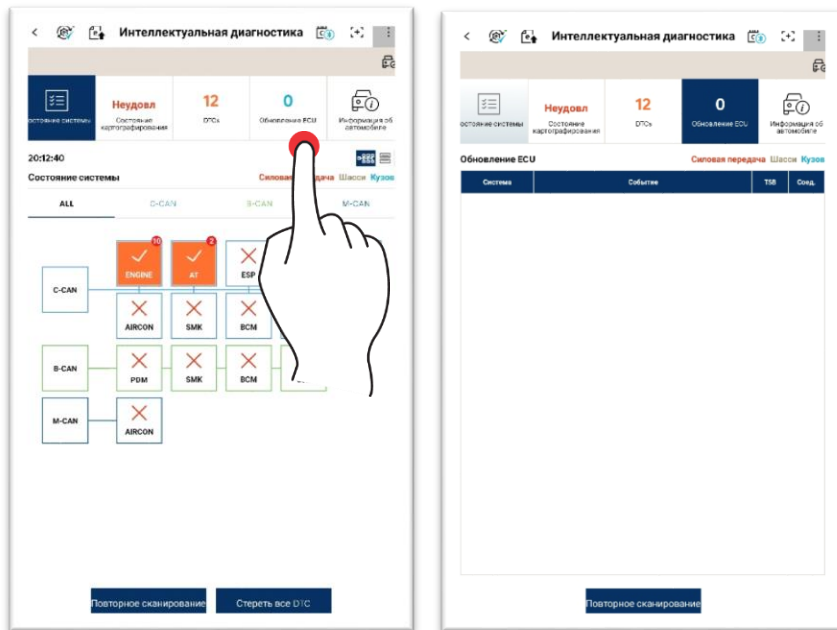 Интеллектуальная диагностика
остояние системы
Неудовл
Состояние
картографирования
12
DTCs
0
Обновление ECU
Информация об
автомобиле
20:12:40
Состояние системы
Силовая передача Шасси Кузов
ALL
C-CAN
B-CAN
M-CAN
C-CAN
10
ENGINE
2
AT
ESP
AIRCON
SMK
BCM
B-CAN
PDM
SMK
BCM
M-CAN
AIRCON
Повторное сканирование
Стереть все DTC
Интеллектуальная диагностика
остояние системы
Неудовл
Состояние
картографирования
12
DTCs
0
Обновление ECU
Информация об
автомобиле
Обновление ECU
Силовая передача Шасси Кузов
Система
Событие
TSB
Соед.
Повторное сканирование